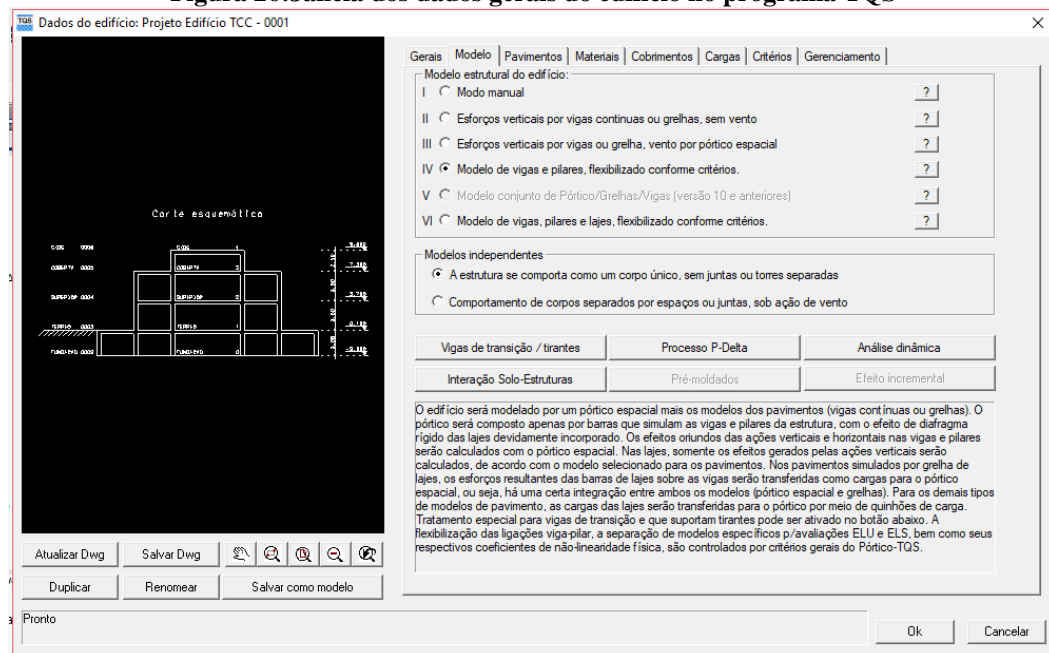 Dados do edifício: Projeto Edifício TCC - 0001
Gerais Modelo Pavimentos Materiais Cobrimentos Cargas Critérios Gerenciamento
Modelo estrutural do edifício:
I Modo manual ?
II Esforços verticais por vigas contínuas ou grelhas, sem vento ?
III Esforços verticais por vigas ou grelha, vento por pórtico espacial ?
IV Modelo de vigas e pilares, flexibilizado conforme critérios. ?
V Modelo conjunto de Pórtico/Grelhas/Vigas (versão 10 e anteriores) ?
VI Modelo de vigas, pilares e lajes, flexibilizado conforme critérios. ?
Modelos independentes
A estrutura se comporta como um corpo único, sem juntas ou torres separadas
Comportamento de corpos separados por espaços ou juntas, sob ação de vento
Vigas de transição / tirantes Processo P-Delta Análise dinâmica
Interação Solo-Estruturas Pré-moldados Efeito incremental
O edifício será modelado por um pórtico espacial mais os modelos dos pavimentos (vigas contínuas ou grelhas). O
pórtico será composto apenas por barras que simulam as vigas e pilares da estrutura, com o efeito de diafragma
rígido das lajes devidamente incorporado. Os efeitos oriundos das ações verticais e horizontais nas vigas e pilares
serão calculados com o pórtico espacial. Nas lajes, somente os efeitos gerados pelas ações verticais serão
calculados, de acordo com o modelo selecionado para os pavimentos. Nos pavimentos simulados por grelha de
lajes, os esforços resultantes das barras de lajes sobre as vigas serão transferidas como cargas para o pórtico
espacial, ou seja, há uma certa integração entre ambos os modelos (pórtico espacial e grelhas). Para os demais tipos
de modelos de pavimento, as cargas das lajes serão transferidas para o pórtico por meio de quinhões de carga.
Tratamento especial para vigas de transição e que suportam tirantes pode ser ativado no botão abaixo. A
flexibilização das ligações viga-pilar, a separação de modelos específicos p/avaliações ELU e ELS, bem como seus
respectivos coeficientes de não-linearidade física, são controlados por critérios gerais do Pórtico-TQS.
Corte esquemático
Atualizar Dwg Salvar Dwg
Duplicar Renomear Salvar como modelo
Pronto
Ok Cancelar